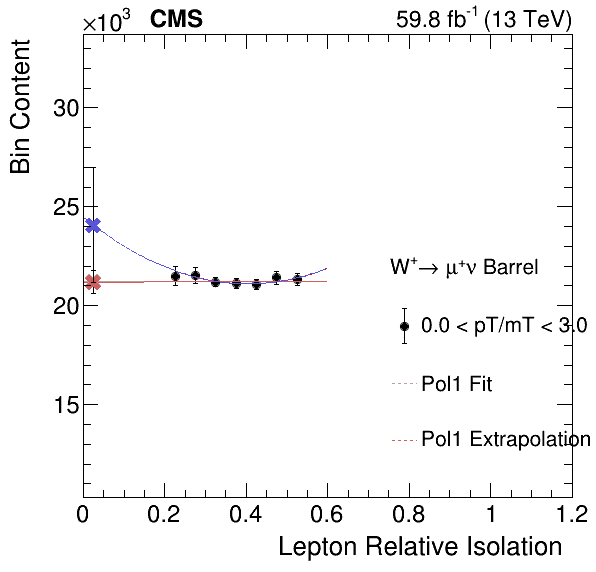 ×10³ CMS 59.8 fb⁻¹ (13 TeV)
Bin Content
30
25
20
15
W⁺→ μ⁺ν Barrel
0.0 < pT/mT < 3.0
Pol1 Fit
Pol1 Extrapolation
0 0.2 0.4 0.6 0.8 1 1.2
Lepton Relative Isolation